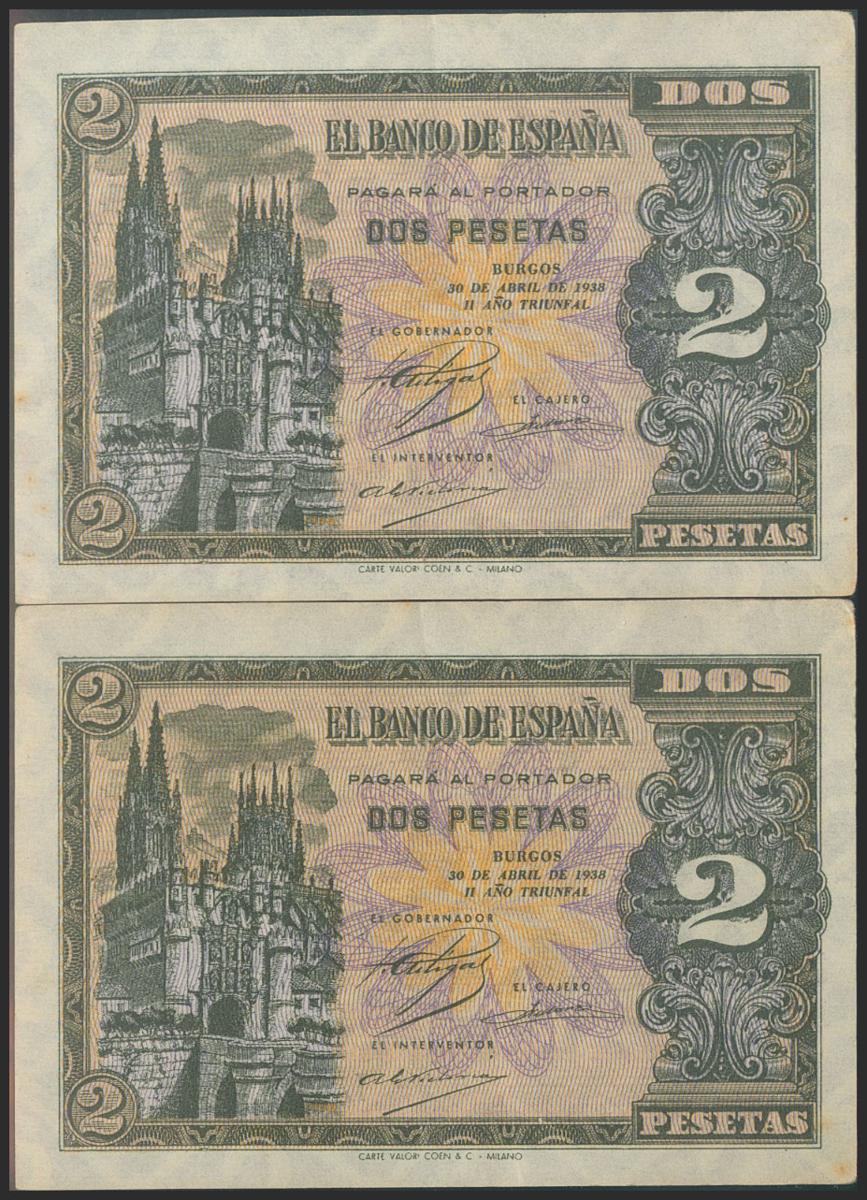 2
DOS
EL BANCO DE ESPAÑA
PAGARÁ AL PORTADOR
DOS PESETAS
BURGOS
30 DE ABRIL DE 1938
II AÑO TRIUNFAL
2
EL GOBERNADOR
EL CAJERO
EL INTERVENTOR
2
PESETAS
CARTE VALORI COEN & C. - MILANO
2
DOS
EL BANCO DE ESPAÑA
PAGARÁ AL PORTADOR
DOS PESETAS
BURGOS
30 DE ABRIL DE 1938
II AÑO TRIUNFAL
2
EL GOBERNADOR
EL CAJERO
EL INTERVENTOR
2
PESETAS
CARTE VALORI COEN & C. - MILANO